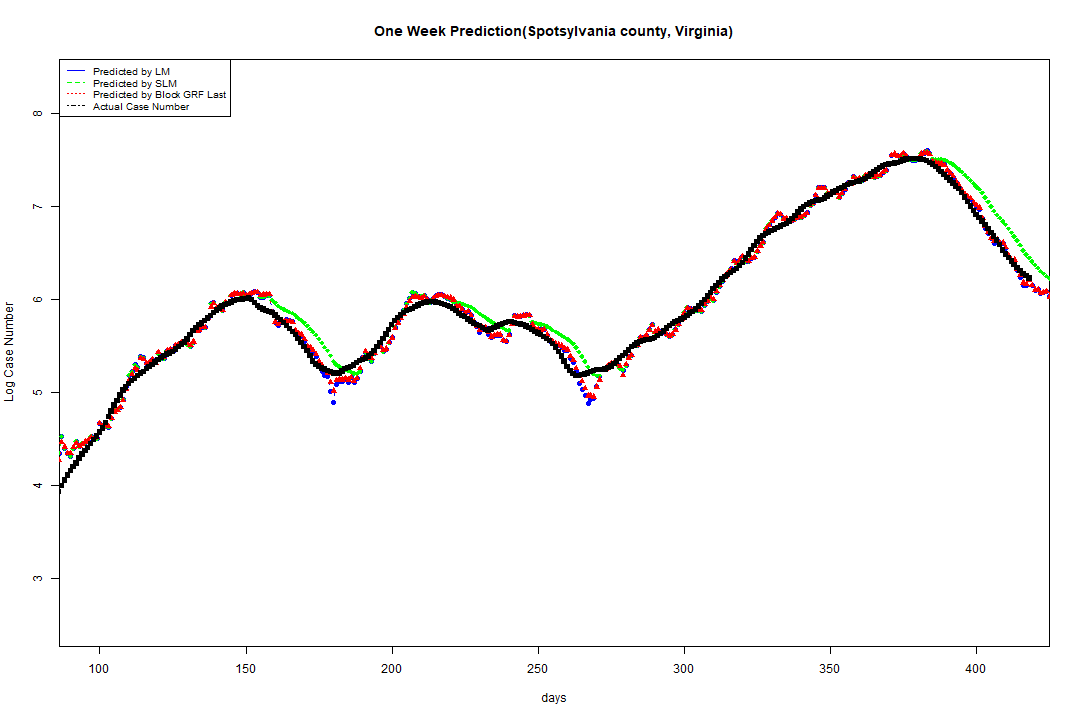 One Week Prediction(Spotsylvania county, Virginia)
Predicted by LM
Predicted by SLM
Predicted by Block GRF Last
Actual Case Number
8
7
6
5
4
3
Log Case Number
100 150 200 250 300 350 400
days